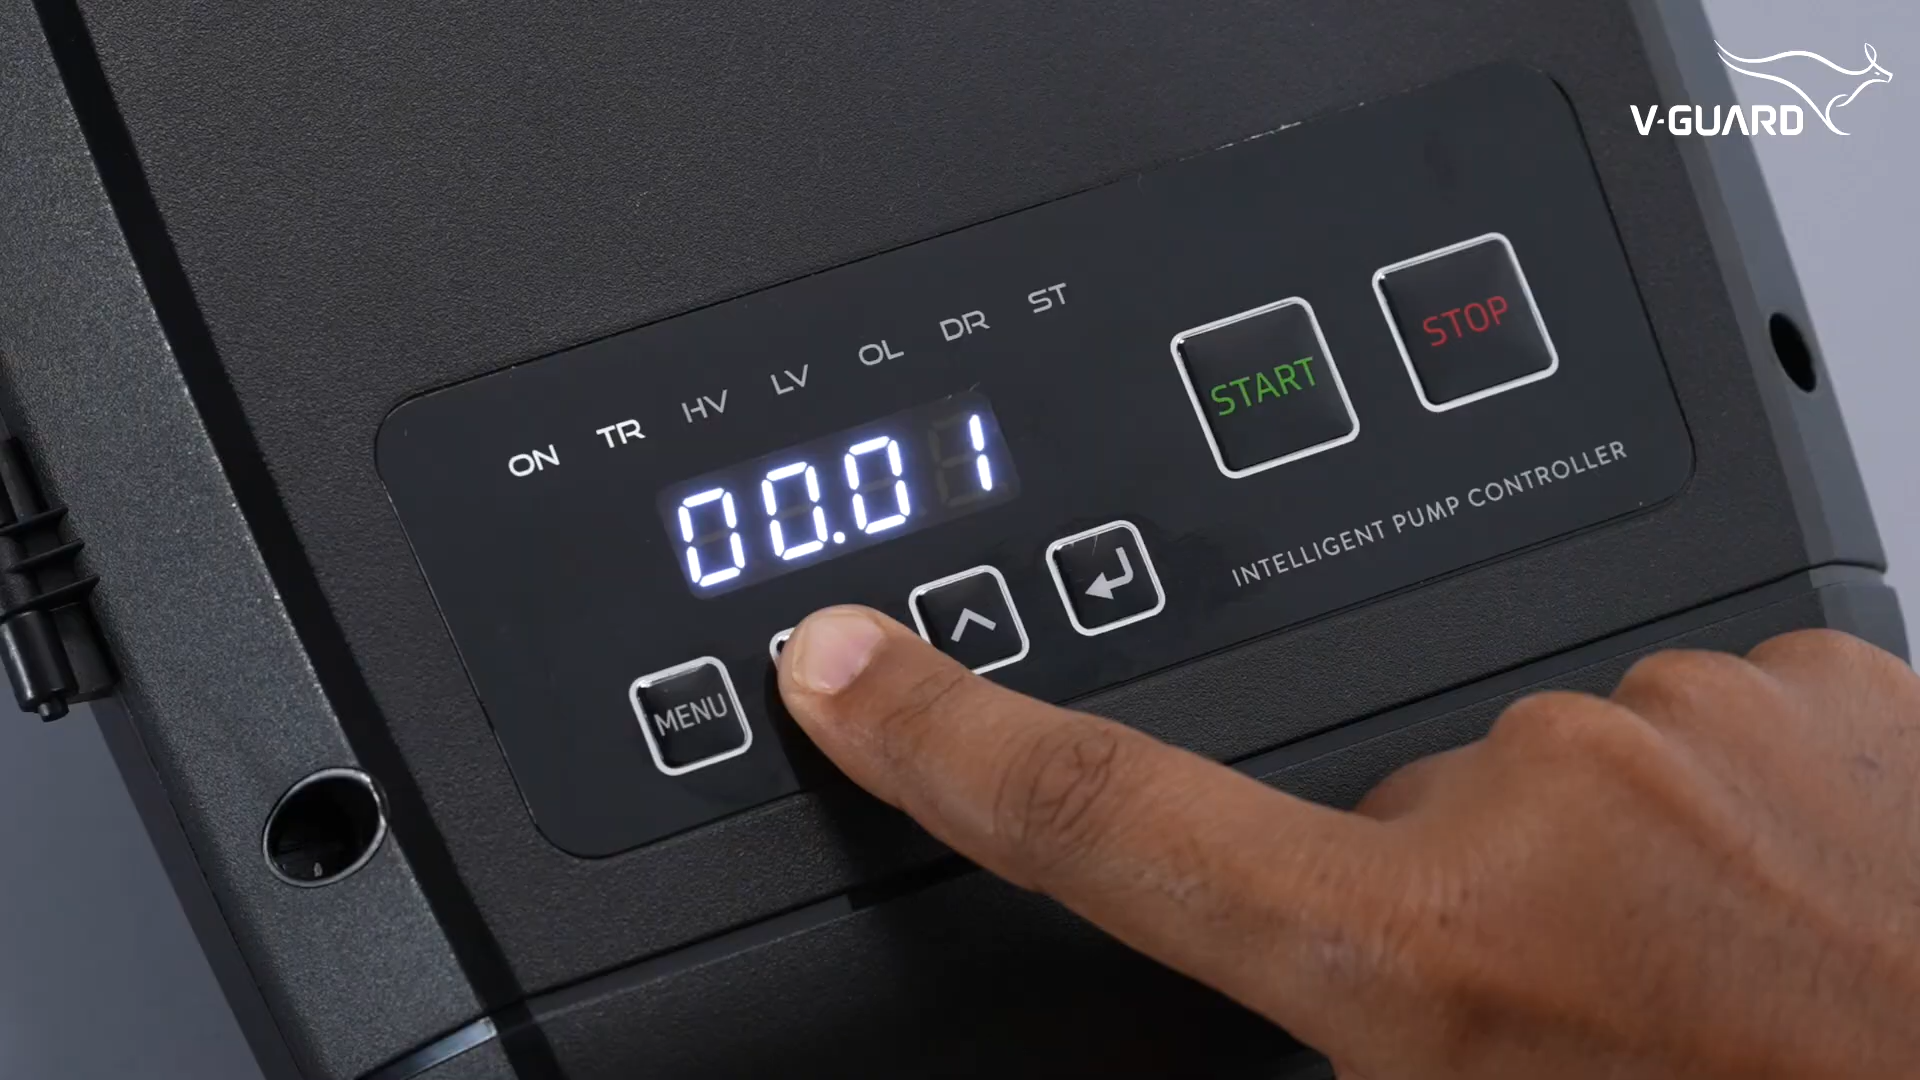 V-GUARD
ON TR HV LV OL DR ST
00.01
START
STOP
MENU
INTELLIGENT PUMP CONTROLLER